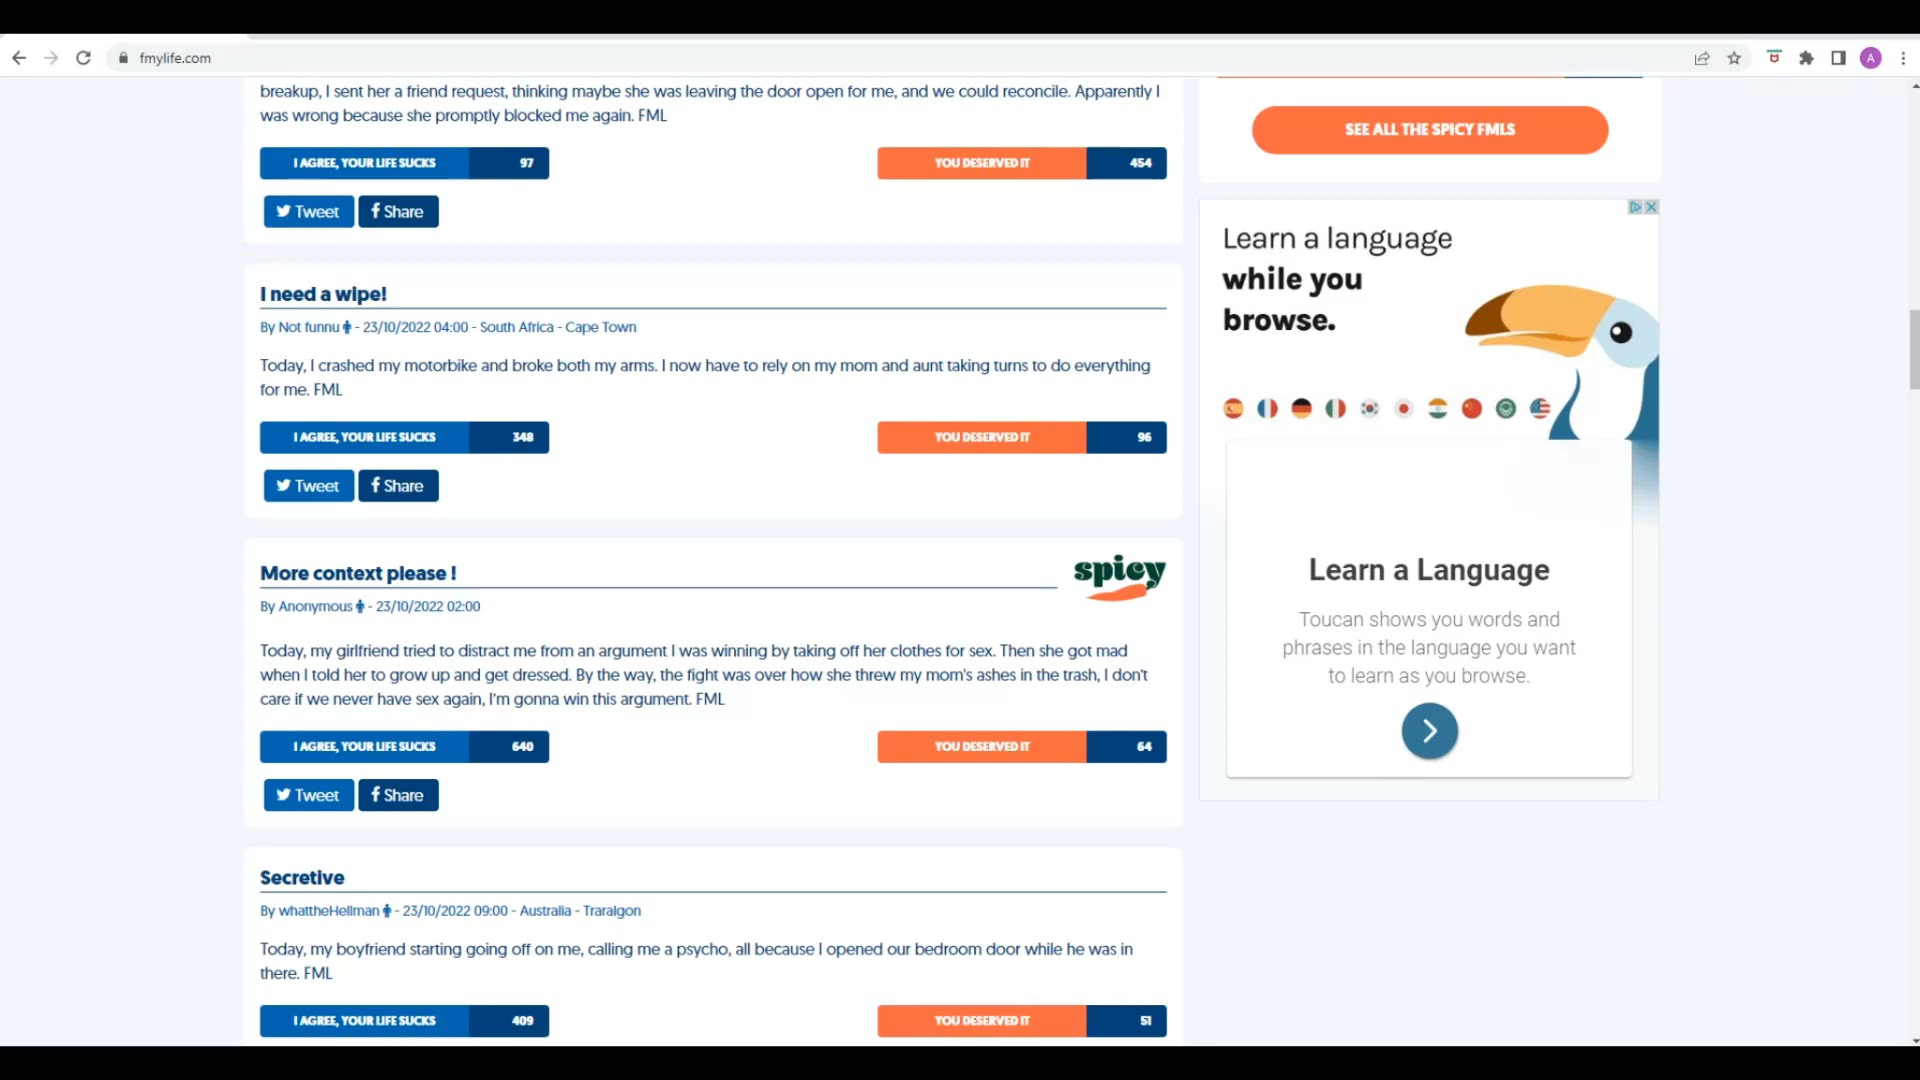 fmylife.com
A
breakup, I sent her a friend request, thinking maybe she was leaving the door open for me, and we could reconcile. Apparently I
was wrong because she promptly blocked me again. FML
I AGREE, YOUR LIFE SUCKS 97
YOU DESERVED IT 454
Tweet
Share
I need a wipe!
By Not funnu - 23/10/2022 04:00 - South Africa - Cape Town
Today, I crashed my motorbike and broke both my arms. I now have to rely on my mom and aunt taking turns to do everything
for me. FML
I AGREE, YOUR LIFE SUCKS 348
YOU DESERVED IT 96
Tweet
Share
More context please !
spicy
By Anonymous - 23/10/2022 02:00
Today, my girlfriend tried to distract me from an argument I was winning by taking off her clothes for sex. Then she got mad
when I told her to grow up and get dressed. By the way, the fight was over how she threw my mom's ashes in the trash, I don't
care if we never have sex again, I'm gonna win this argument. FML
I AGREE, YOUR LIFE SUCKS 640
YOU DESERVED IT 64
Tweet
Share
Secretive
By whattheHellman - 23/10/2022 09:00 - Australia - Traralgon
Today, my boyfriend starting going off on me, calling me a psycho, all because I opened our bedroom door while he was in
there. FML
I AGREE, YOUR LIFE SUCKS 409
YOU DESERVED IT 51
SEE ALL THE SPICY FMLS
Learn a language
while you
browse.
Learn a Language
Toucan shows you words and
phrases in the language you want
to learn as you browse.